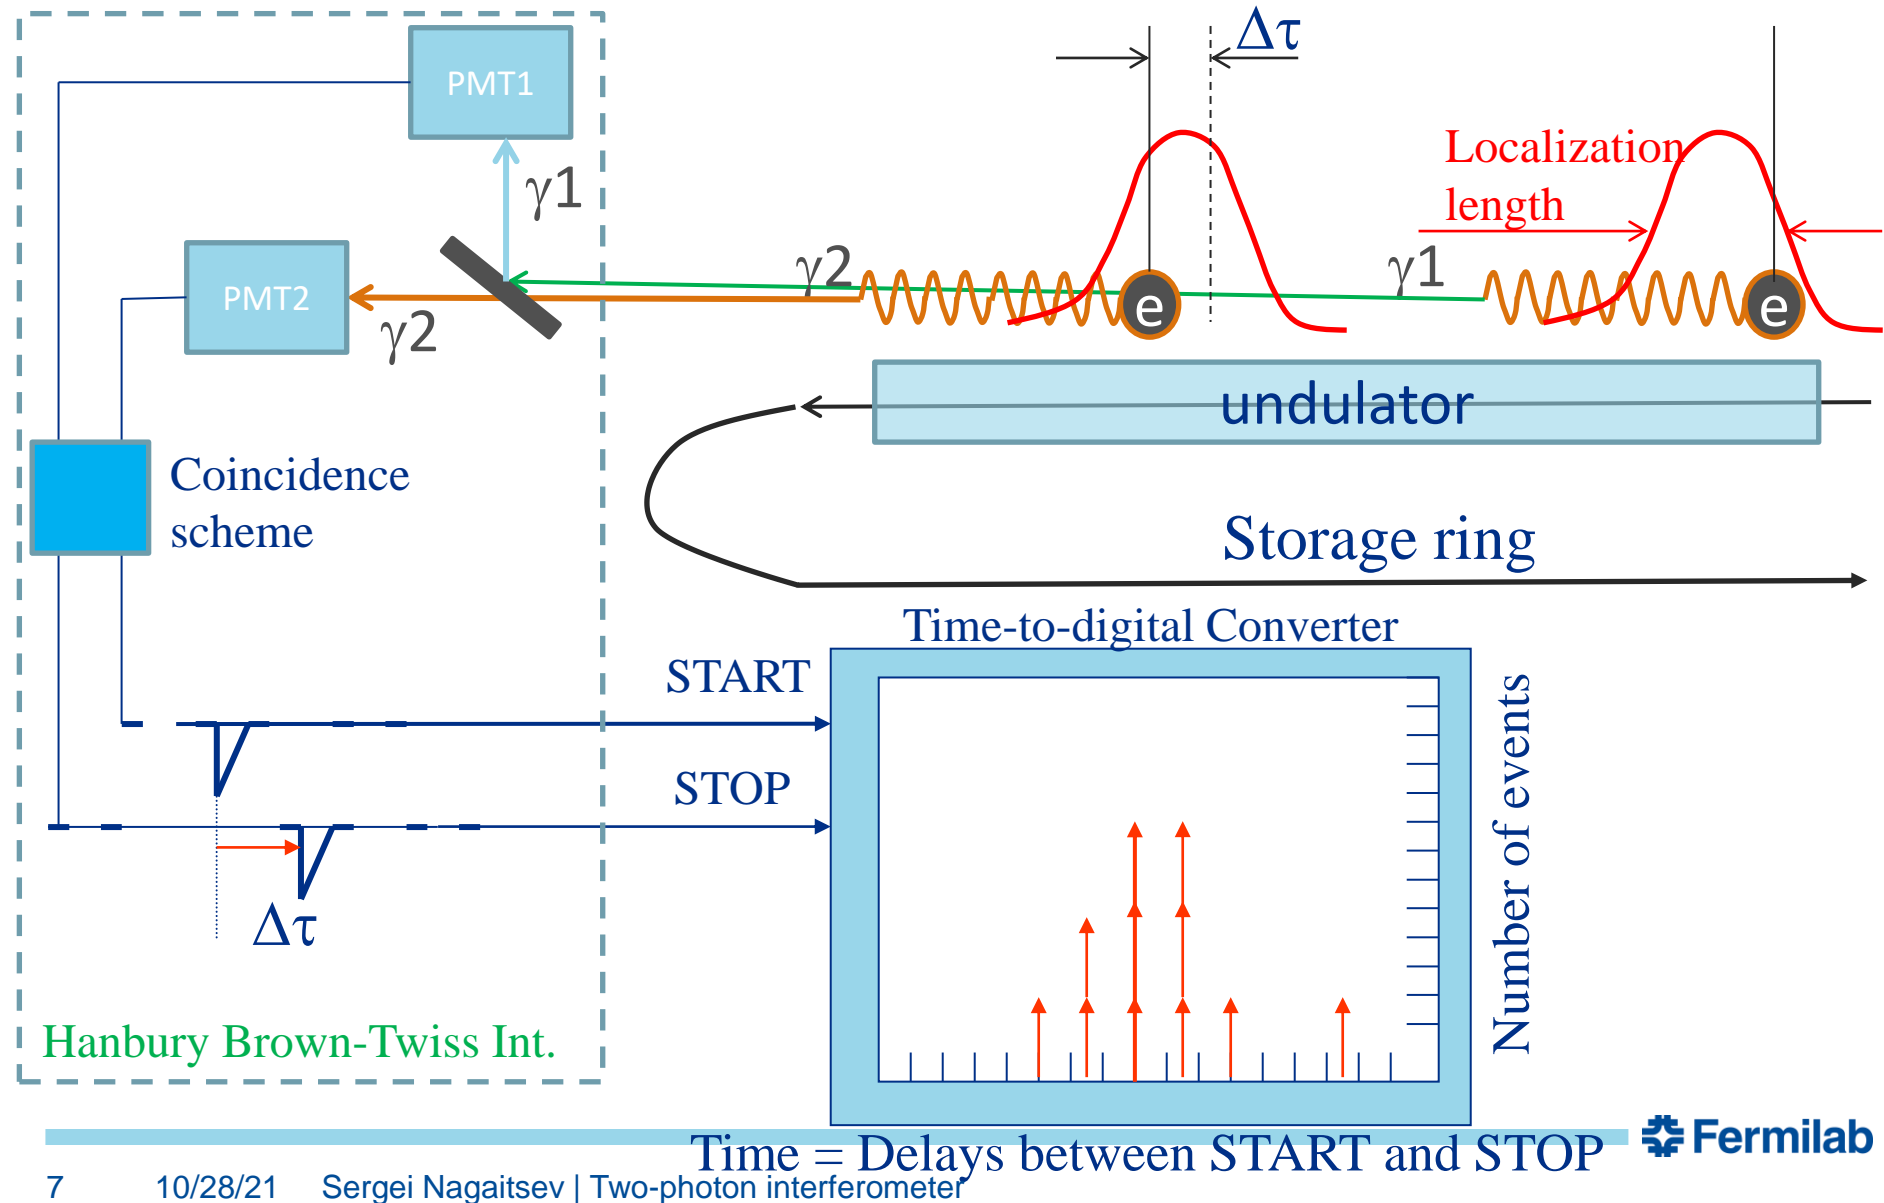 Δτ
PMT1
Localization
length
γ1
γ2
γ1
PMT2
γ2
e
e
undulator
Coincidence
scheme
Storage ring
Time-to-digital Converter
START
STOP
Number of events
Δτ
Hanbury Brown-Twiss Int.
Time = Delays between START and STOP
Fermilab
7 10/28/21 Sergei Nagaitsev | Two-photon interferometer